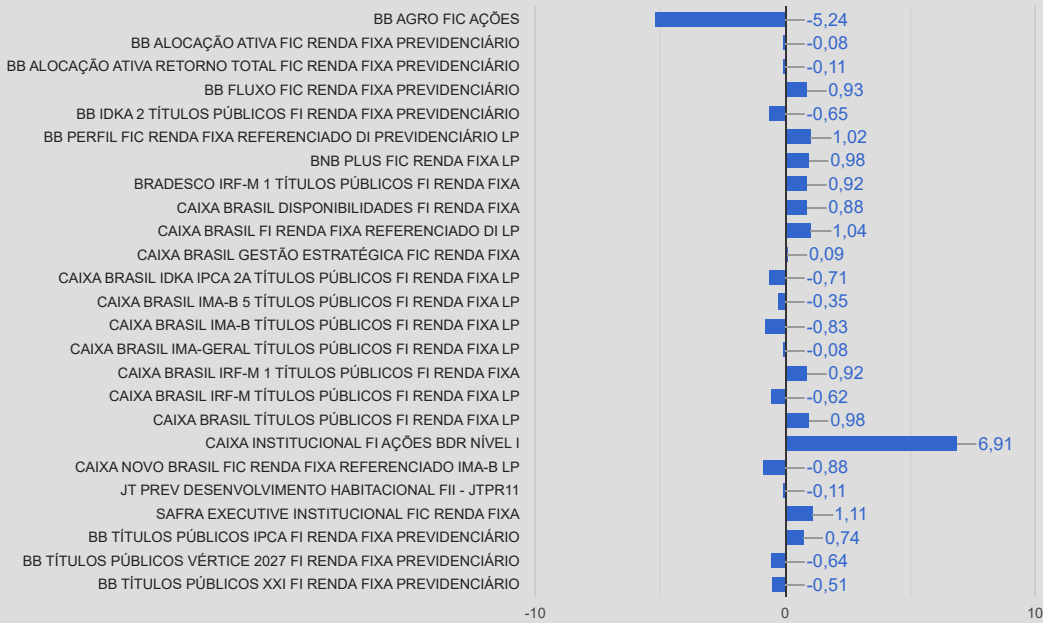 BB AGRO FIC AÇÕES -5,24
BB ALOCAÇÃO ATIVA FIC RENDA FIXA PREVIDENCIÁRIO -0,08
BB ALOCAÇÃO ATIVA RETORNO TOTAL FIC RENDA FIXA PREVIDENCIÁRIO -0,11
BB FLUXO FIC RENDA FIXA PREVIDENCIÁRIO 0,93
BB IDKA 2 TÍTULOS PÚBLICOS FI RENDA FIXA PREVIDENCIÁRIO -0,65
BB PERFIL FIC RENDA FIXA REFERENCIADO DI PREVIDENCIÁRIO LP 1,02
BNB PLUS FIC RENDA FIXA LP 0,98
BRADESCO IRF-M 1 TÍTULOS PÚBLICOS FI RENDA FIXA 0,92
CAIXA BRASIL DISPONIBILIDADES FI RENDA FIXA 0,88
CAIXA BRASIL FI RENDA FIXA REFERENCIADO DI LP 1,04
CAIXA BRASIL GESTÃO ESTRATÉGICA FIC RENDA FIXA 0,09
CAIXA BRASIL IDKA IPCA 2A TÍTULOS PÚBLICOS FI RENDA FIXA LP -0,71
CAIXA BRASIL IMA-B 5 TÍTULOS PÚBLICOS FI RENDA FIXA LP -0,35
CAIXA BRASIL IMA-B TÍTULOS PÚBLICOS FI RENDA FIXA LP -0,83
CAIXA BRASIL IMA-GERAL TÍTULOS PÚBLICOS FI RENDA FIXA LP -0,08
CAIXA BRASIL IRF-M 1 TÍTULOS PÚBLICOS FI RENDA FIXA 0,92
CAIXA BRASIL IRF-M TÍTULOS PÚBLICOS FI RENDA FIXA LP -0,62
CAIXA BRASIL TÍTULOS PÚBLICOS FI RENDA FIXA LP 0,98
CAIXA INSTITUCIONAL FI AÇÕES BDR NÍVEL I 6,91
CAIXA NOVO BRASIL FIC RENDA FIXA REFERENCIADO IMA-B LP -0,88
JT PREV DESENVOLVIMENTO HABITACIONAL FII - JTPR11 -0,11
SAFRA EXECUTIVE INSTITUCIONAL FIC RENDA FIXA 1,11
BB TÍTULOS PÚBLICOS IPCA FI RENDA FIXA PREVIDENCIÁRIO 0,74
BB TÍTULOS PÚBLICOS VÉRTICE 2027 FI RENDA FIXA PREVIDENCIÁRIO -0,64
BB TÍTULOS PÚBLICOS XXI FI RENDA FIXA PREVIDENCIÁRIO -0,51
-10 0 10